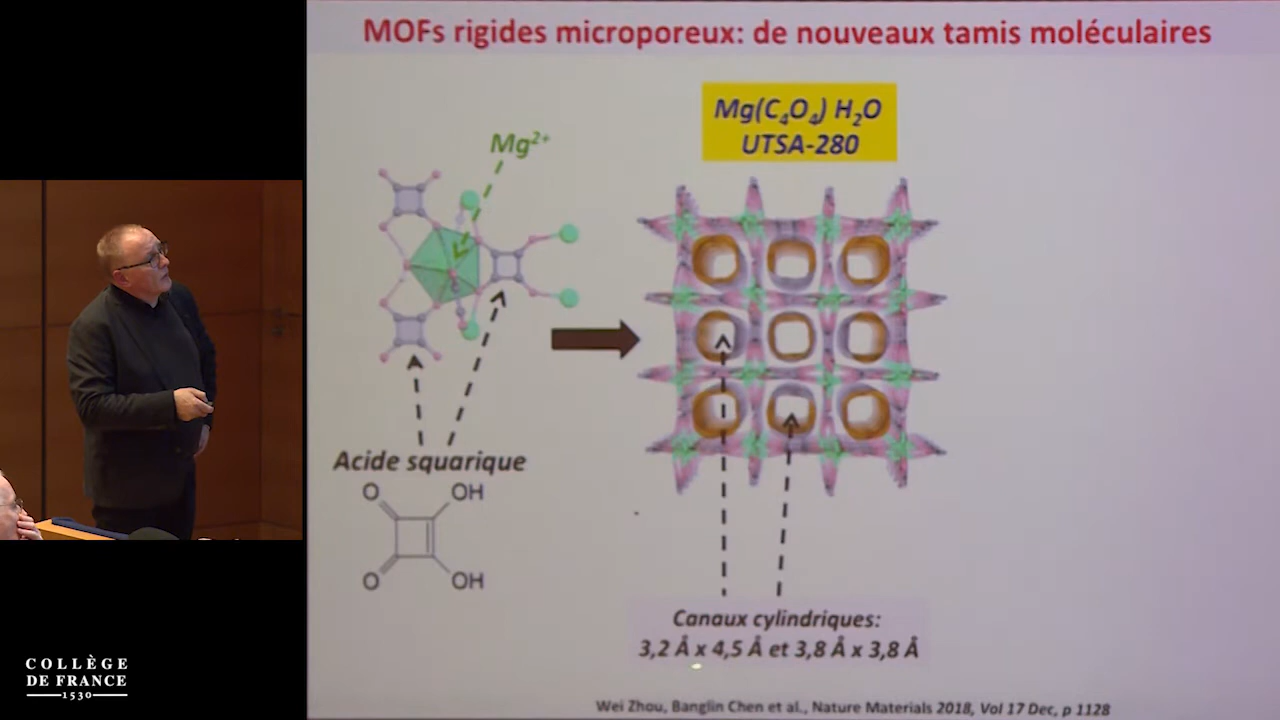 MOFs rigides microporeux: de nouveaux tamis moléculaires
Mg(C4O4) H2O
UTSA-280
Mg2+
Acide squarique
O
OH
O
OH
Canaux cylindriques:
3,2 Å x 4,5 Å et 3,8 Å x 3,8 Å
Wei Zhou, Banglin Chen et al., Nature Materials 2018, Vol 17 Dec, p 1128
COLLÈGE
DE FRANCE
1530